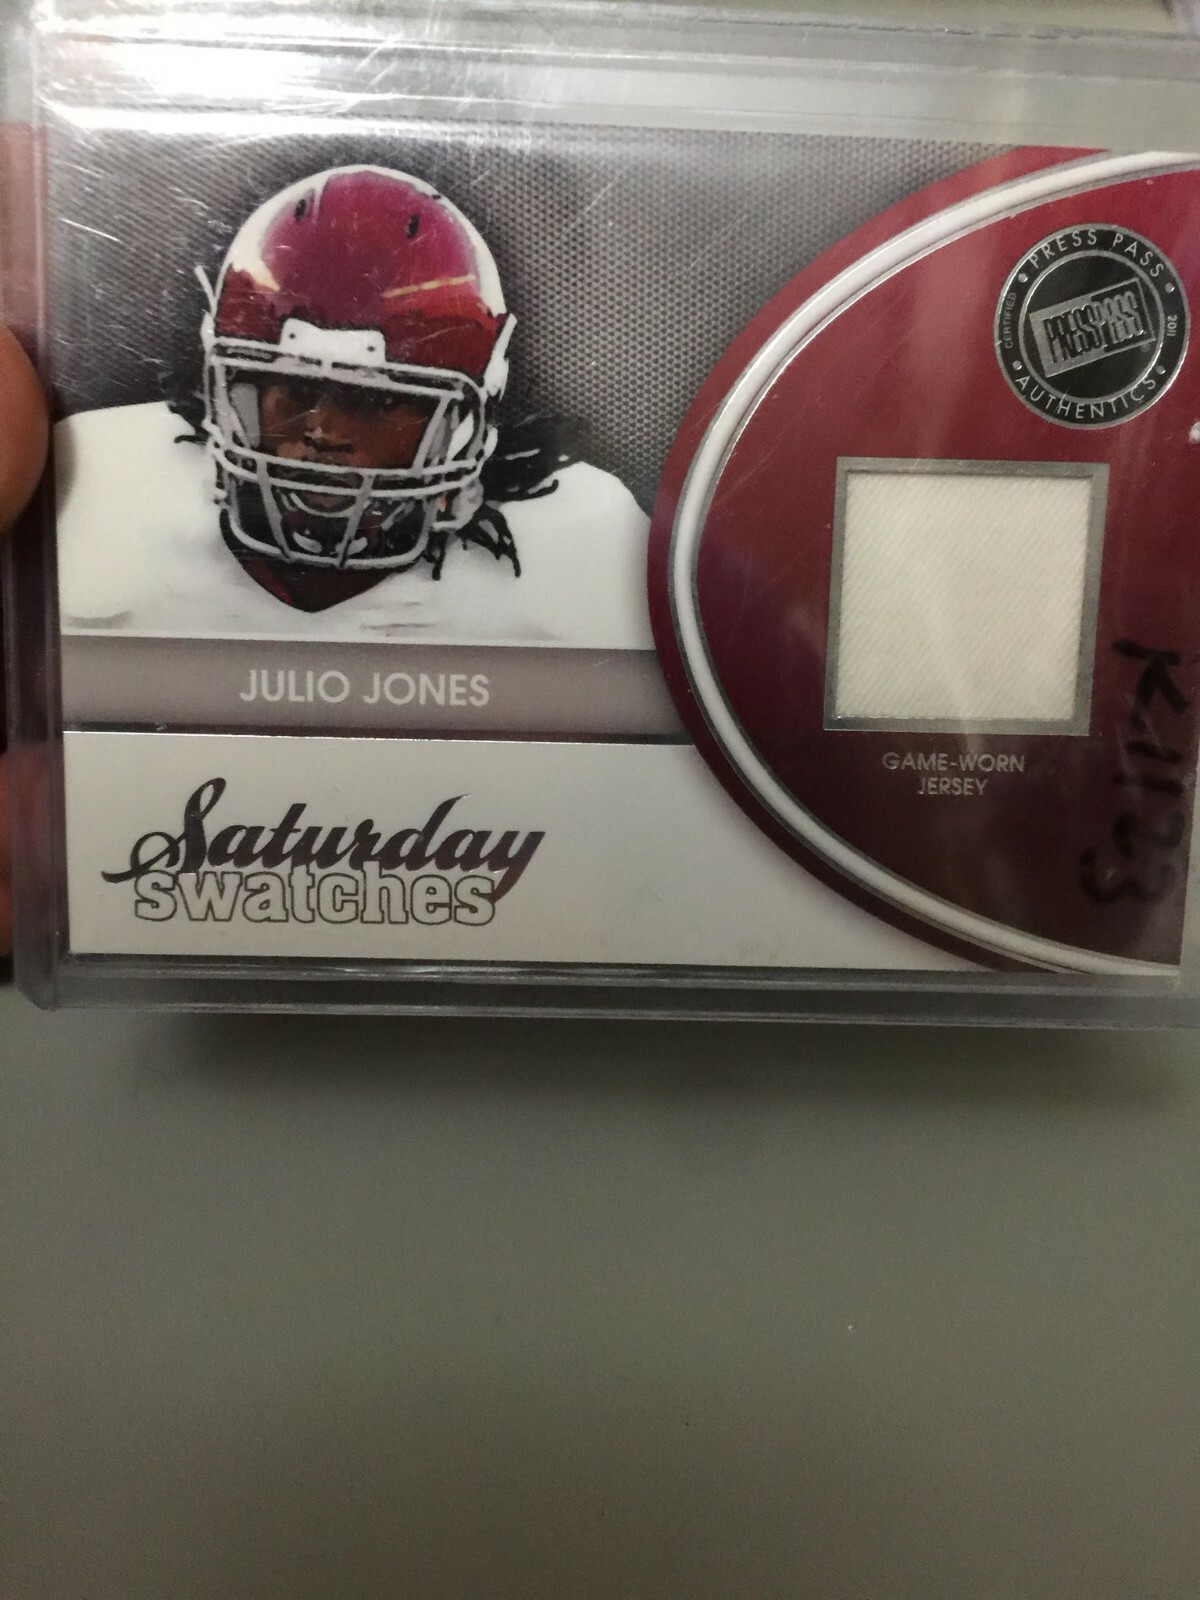 PRESS PASS
CERTIFIED
PRESS PASS
2011
AUTHENTICS
JULIO JONES
GAME-WORN
JERSEY
Saturday
swatches